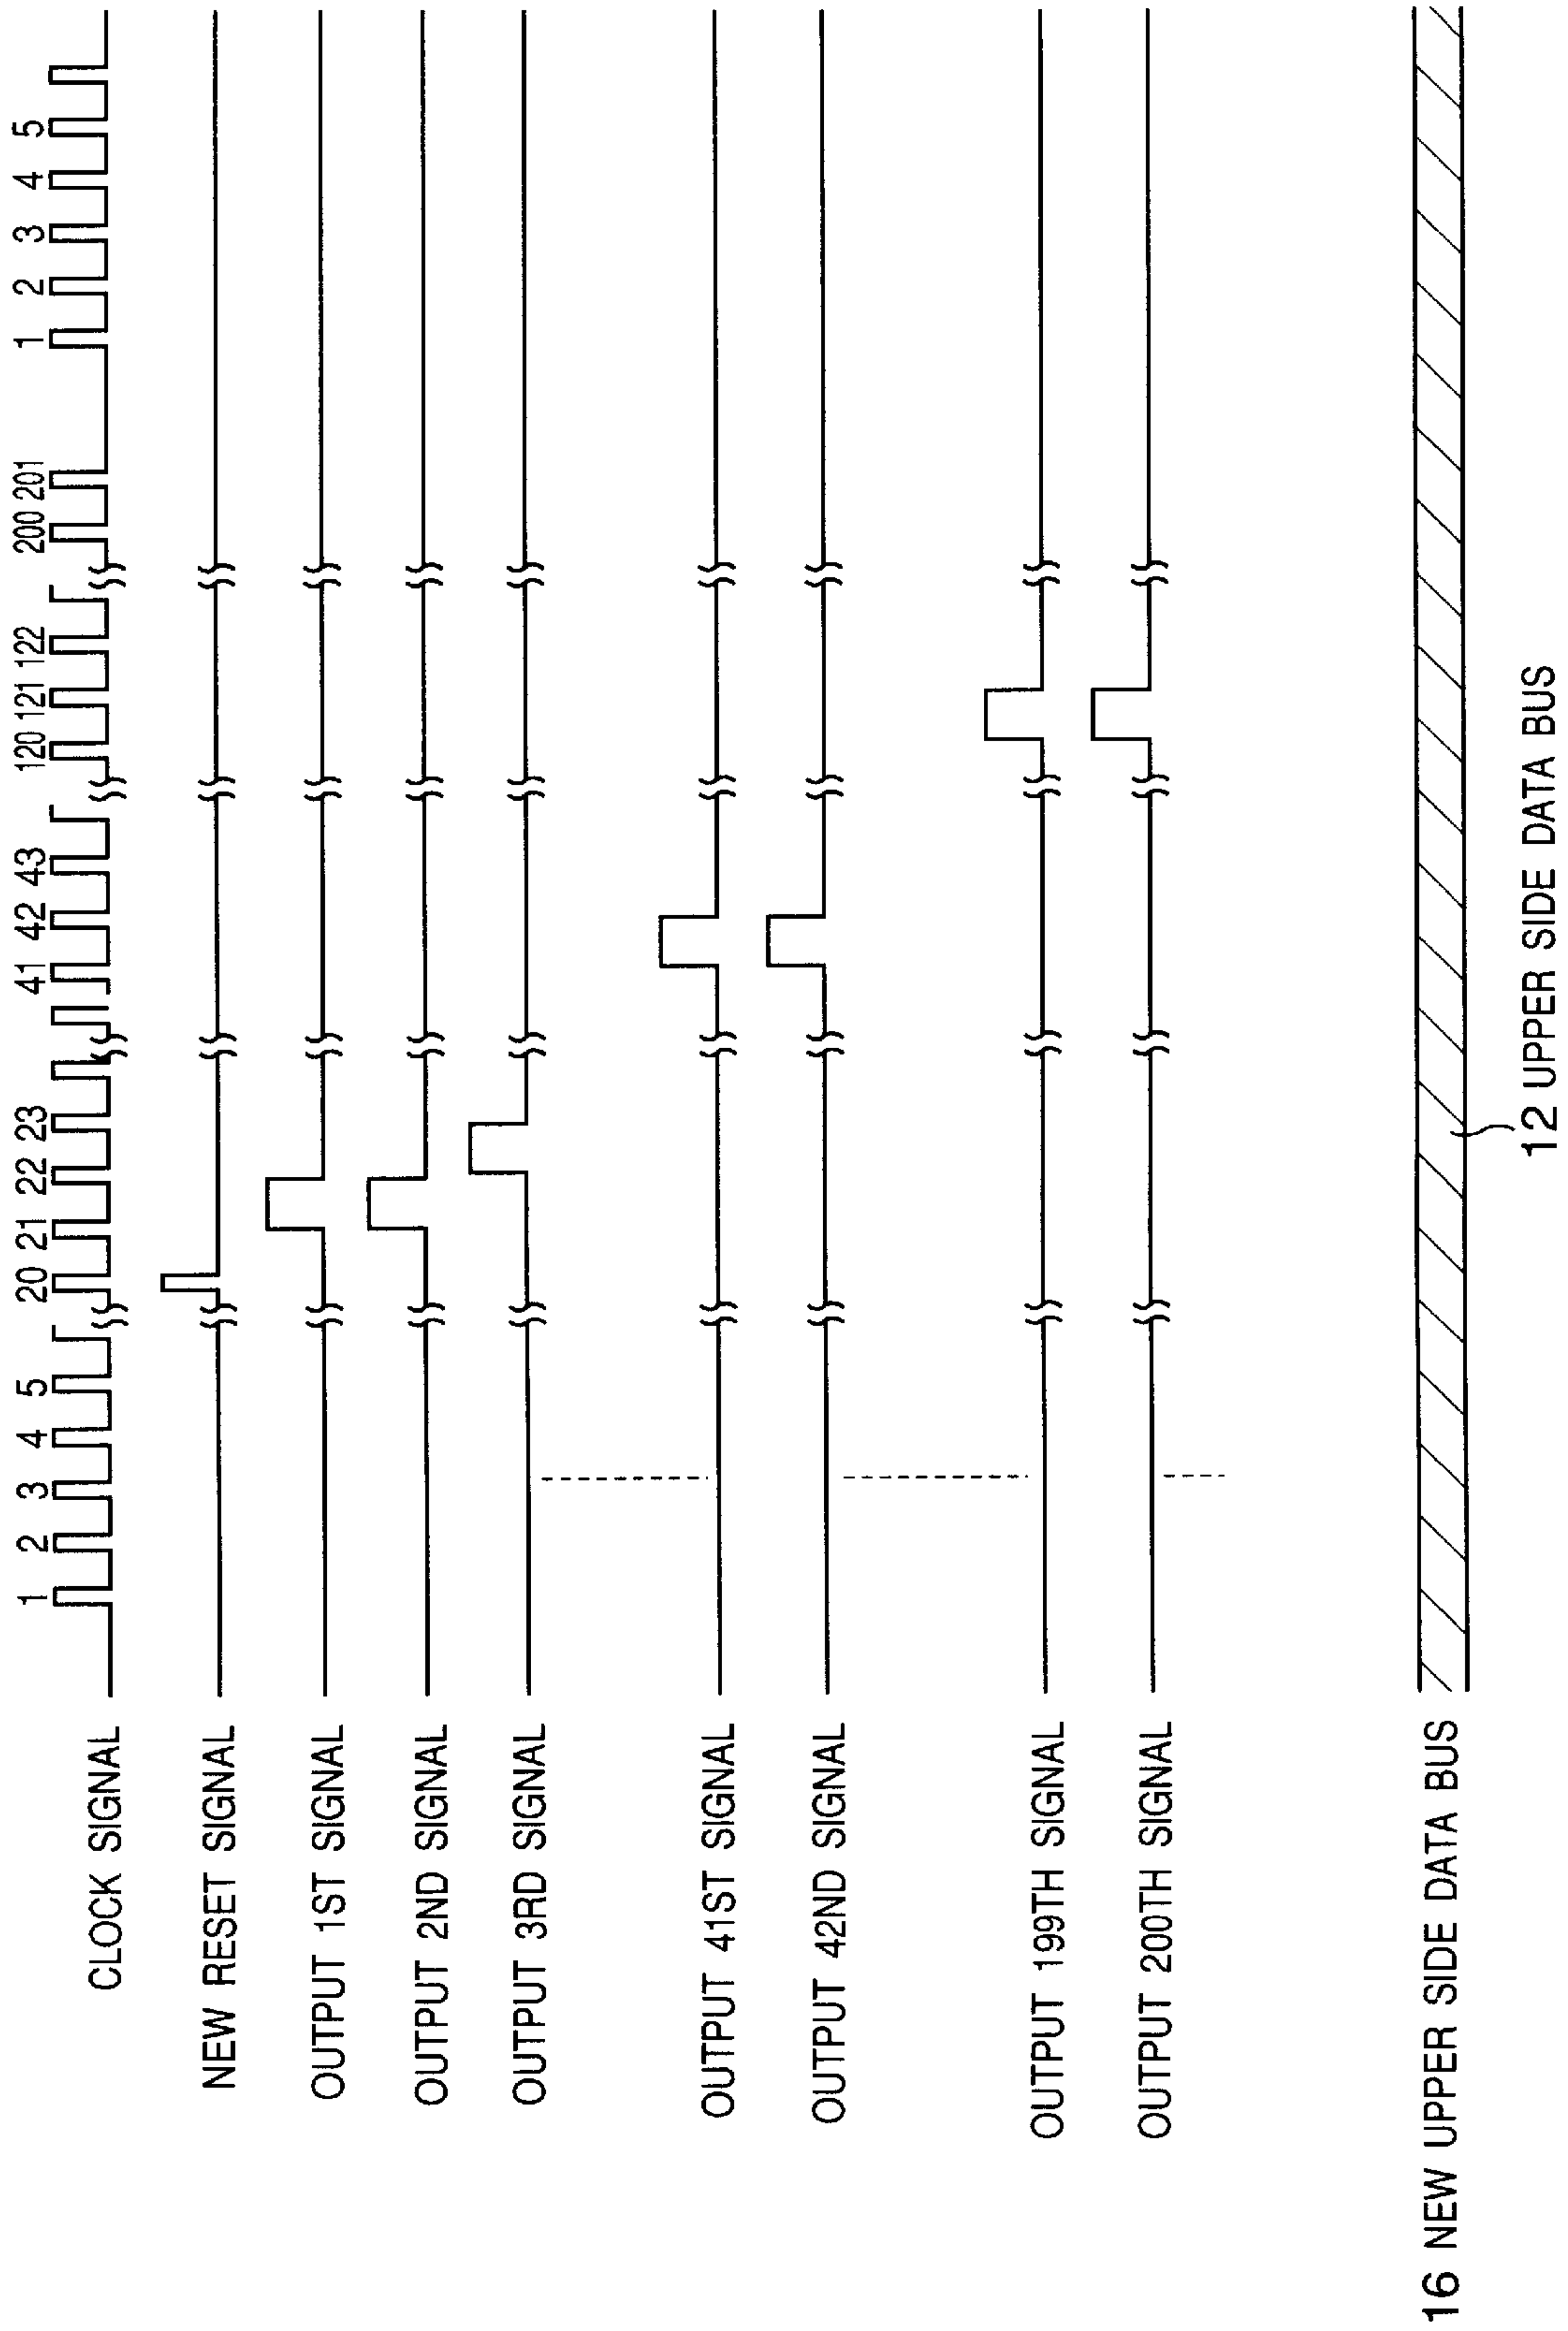 CLOCK SIGNAL
1 2 3 4 5 20 21 22 23 41 42 43 120 121 122 200 201 1 2 3 4 5
NEW RESET SIGNAL
OUTPUT 1ST SIGNAL
OUTPUT 2ND SIGNAL
OUTPUT 3RD SIGNAL
OUTPUT 41ST SIGNAL
OUTPUT 42ND SIGNAL
OUTPUT 199TH SIGNAL
OUTPUT 200TH SIGNAL
16 NEW UPPER SIDE DATA BUS
12 UPPER SIDE DATA BUS